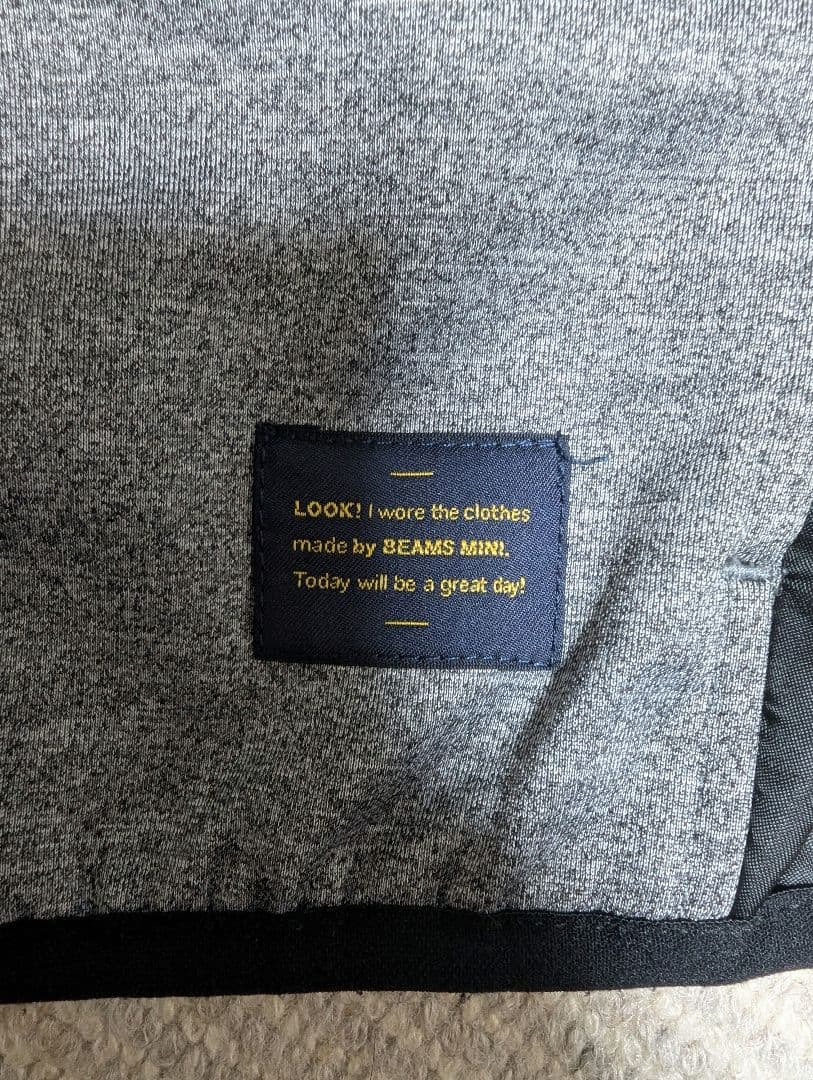 LOOK! I wore the clothes
made by BEAMS MINI.
Today will be a great day!